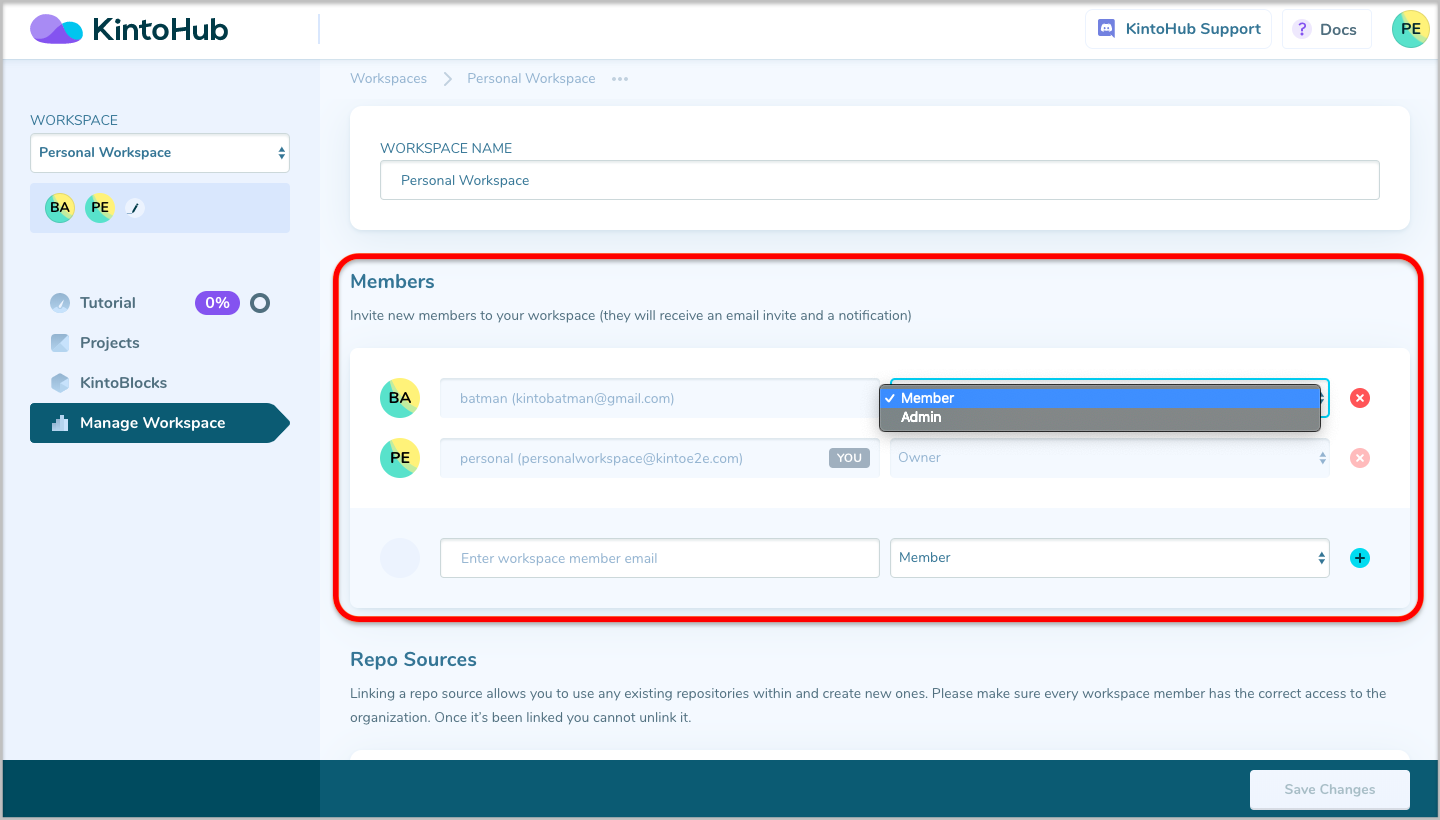 KintoHub
KintoHub Support
? Docs
PE
Workspaces Personal Workspace
WORKSPACE
Personal Workspace
BA PE
Tutorial 0%
Projects
KintoBlocks
Manage Workspace
WORKSPACE NAME
Personal Workspace
Members
Invite new members to your workspace (they will receive an email invite and a notification)
BA batman (kintobatman@gmail.com)
✓ Member
Admin
PE personal (personalworkspace@kintoe2e.com) YOU Owner
Enter workspace member email Member
Repo Sources
Linking a repo source allows you to use any existing repositories within and create new ones. Please make sure every workspace member has the correct access to the
organization. Once it's been linked you cannot unlink it.
Save Changes